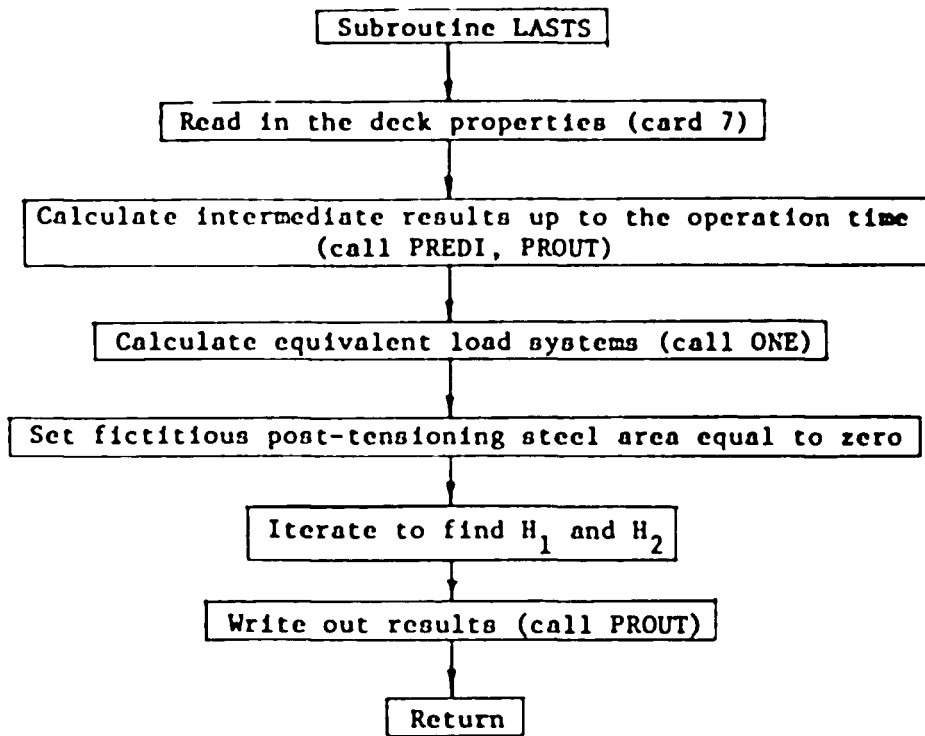 Subroutine LASTS
Read in the deck properties (card 7)
Calculate intermediate results up to the operation time
(call PREDI, PROUT)
Calculate equivalent load systems (call ONE)
Set fictitious post-tensioning steel area equal to zero
Iterate to find H₁ and H₂
Write out results (call PROUT)
Return